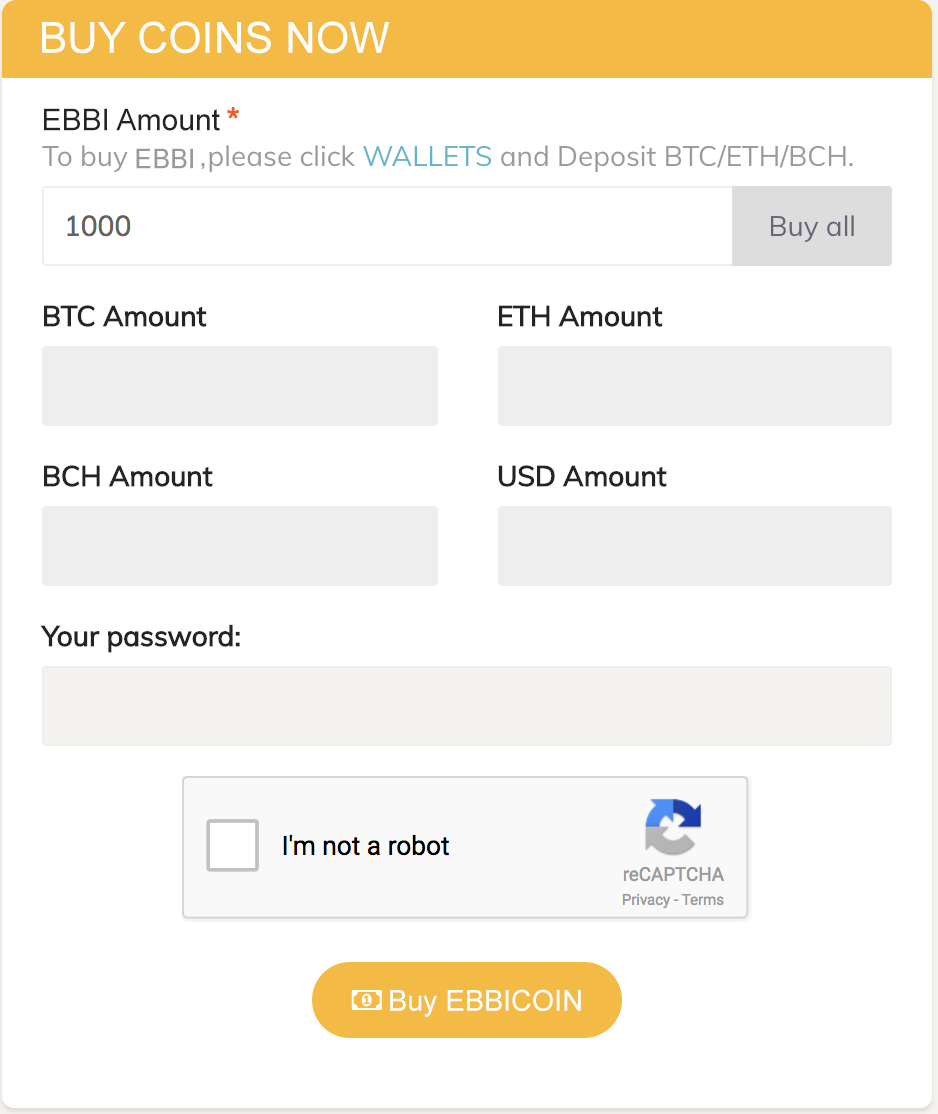 BUY COINS NOW
EBBI Amount *
To buy EBBI ,please click WALLETS and Deposit BTC/ETH/BCH.
1000 Buy all
BTC Amount ETH Amount
BCH Amount USD Amount
Your password:
I'm not a robot
reCAPTCHA
Privacy - Terms
Buy EBBICOIN